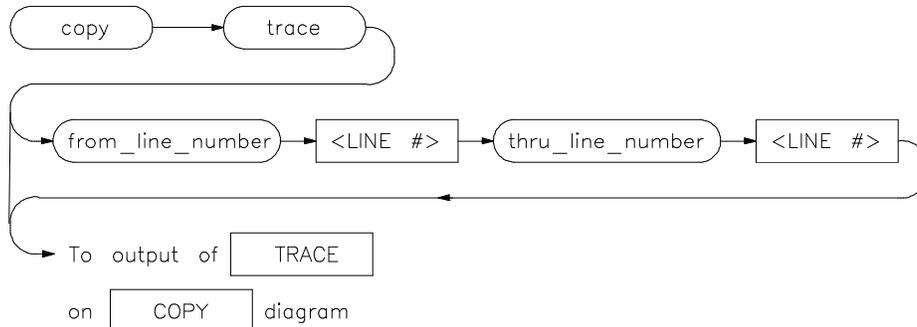 copy trace
from_line_number <LINE #> thru_line_number <LINE #>
To output of TRACE
on COPY diagram